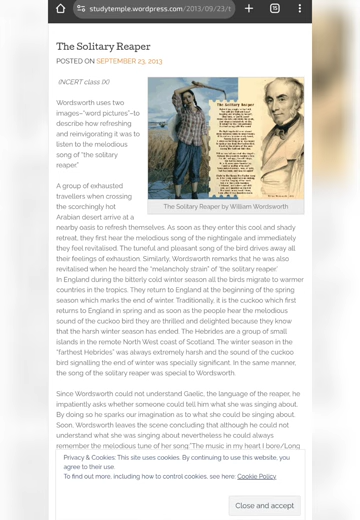 studytemple.wordpress.com/2013/09/23/t
15
The Solitary Reaper
POSTED ON SEPTEMBER 23, 2013
(NCERT class IX)
Wordsworth uses two
images–"word pictures"–to
describe how refreshing
and reinvigorating it was to
listen to the melodious
song of "the solitary
reaper."
The Solitary Reaper
The Solitary Reaper by William Wordsworth
A group of exhausted
travellers when crossing
the scorchingly hot
Arabian desert arrive at a
nearby oasis to refresh themselves. As soon as they enter this cool and shady
retreat, they first hear the melodious song of the nightingale and immediately
they feel revitalised. The tuneful and pleasant song of the bird drives away all
their feelings of exhaustion. Similarly, Wordsworth remarks that he was also
revitalised when he heard the "melancholy strain" of 'the solitary reaper'.
In England during the bitterly cold winter season all the birds migrate to warmer
countries in the tropics. They return to England at the beginning of the spring
season which marks the end of winter. Traditionally, it is the cuckoo which first
returns to England in spring and as soon as the people hear the melodious
sound of the cuckoo bird they are thrilled and delighted because they know
that the harsh winter season has ended. The Hebrides are a group of small
islands in the remote North West coast of Scotland. The winter season in the
"farthest Hebrides" was always extremely harsh and the sound of the cuckoo
bird signalling the end of winter was specially significant. In the same manner,
the song of the solitary reaper was special to Wordsworth.
Since Wordsworth could not understand Gaelic, the language of the reaper, he
impatiently asks whether someone could tell him what she was singing about.
By doing so he sparks our imagination as to what she could be singing about.
Soon, Wordsworth leaves the scene concluding that although he could not
understand what she was singing about nevertheless he could always
remember the melodious tune of her song:"The music in my heart I bore/Long
Privacy & Cookies: This site uses cookies. By continuing to use this website, you
agree to their use.
To find out more, including how to control cookies, see here: Cookie Policy
Close and accept